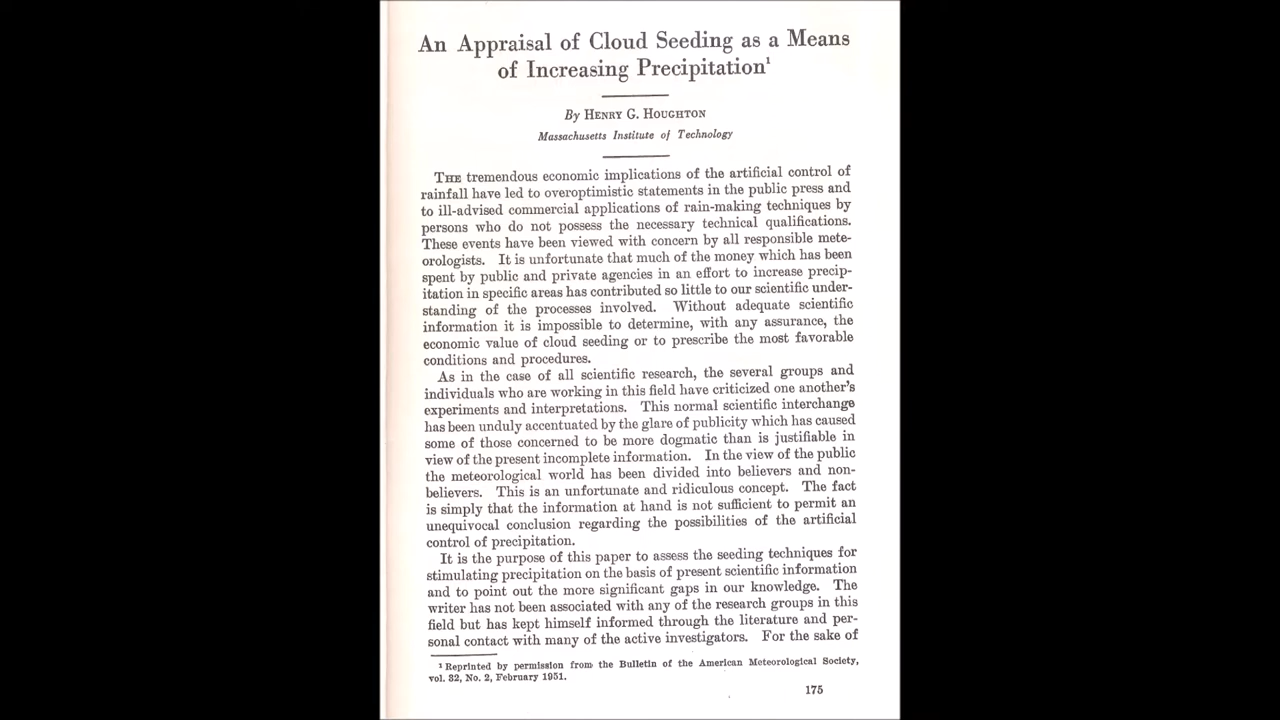 An Appraisal of Cloud Seeding as a Means
of Increasing Precipitation¹
By HENRY G. HOUGHTON
Massachusetts Institute of Technology
THE tremendous economic implications of the artificial control of
rainfall have led to overoptimistic statements in the public press and
to ill-advised commercial applications of rain-making techniques by
persons who do not possess the necessary technical qualifications.
These events have been viewed with concern by all responsible mete-
orologists. It is unfortunate that much of the money which has been
spent by public and private agencies in an effort to increase precip-
itation in specific areas has contributed so little to our scientific under-
standing of the processes involved. Without adequate scientific
information it is impossible to determine, with any assurance, the
economic value of cloud seeding or to prescribe the most favorable
conditions and procedures.
As in the case of all scientific research, the several groups and
individuals who are working in this field have criticized one another's
experiments and interpretations. This normal scientific interchange
has been unduly accentuated by the glare of publicity which has caused
some of those concerned to be more dogmatic than is justifiable in
view of the present incomplete information. In the view of the public
the meteorological world has been divided into believers and non-
believers. This is an unfortunate and ridiculous concept. The fact
is simply that the information at hand is not sufficient to permit an
unequivocal conclusion regarding the possibilities of the artificial
control of precipitation.
It is the purpose of this paper to assess the seeding techniques for
stimulating precipitation on the basis of present scientific information
and to point out the more significant gaps in our knowledge. The
writer has not been associated with any of the research groups in this
field but has kept himself informed through the literature and per-
sonal contact with many of the active investigators. For the sake of
¹ Reprinted by permission from the Bulletin of the American Meteorological Society,
vol. 32, No. 2, February 1951.
175